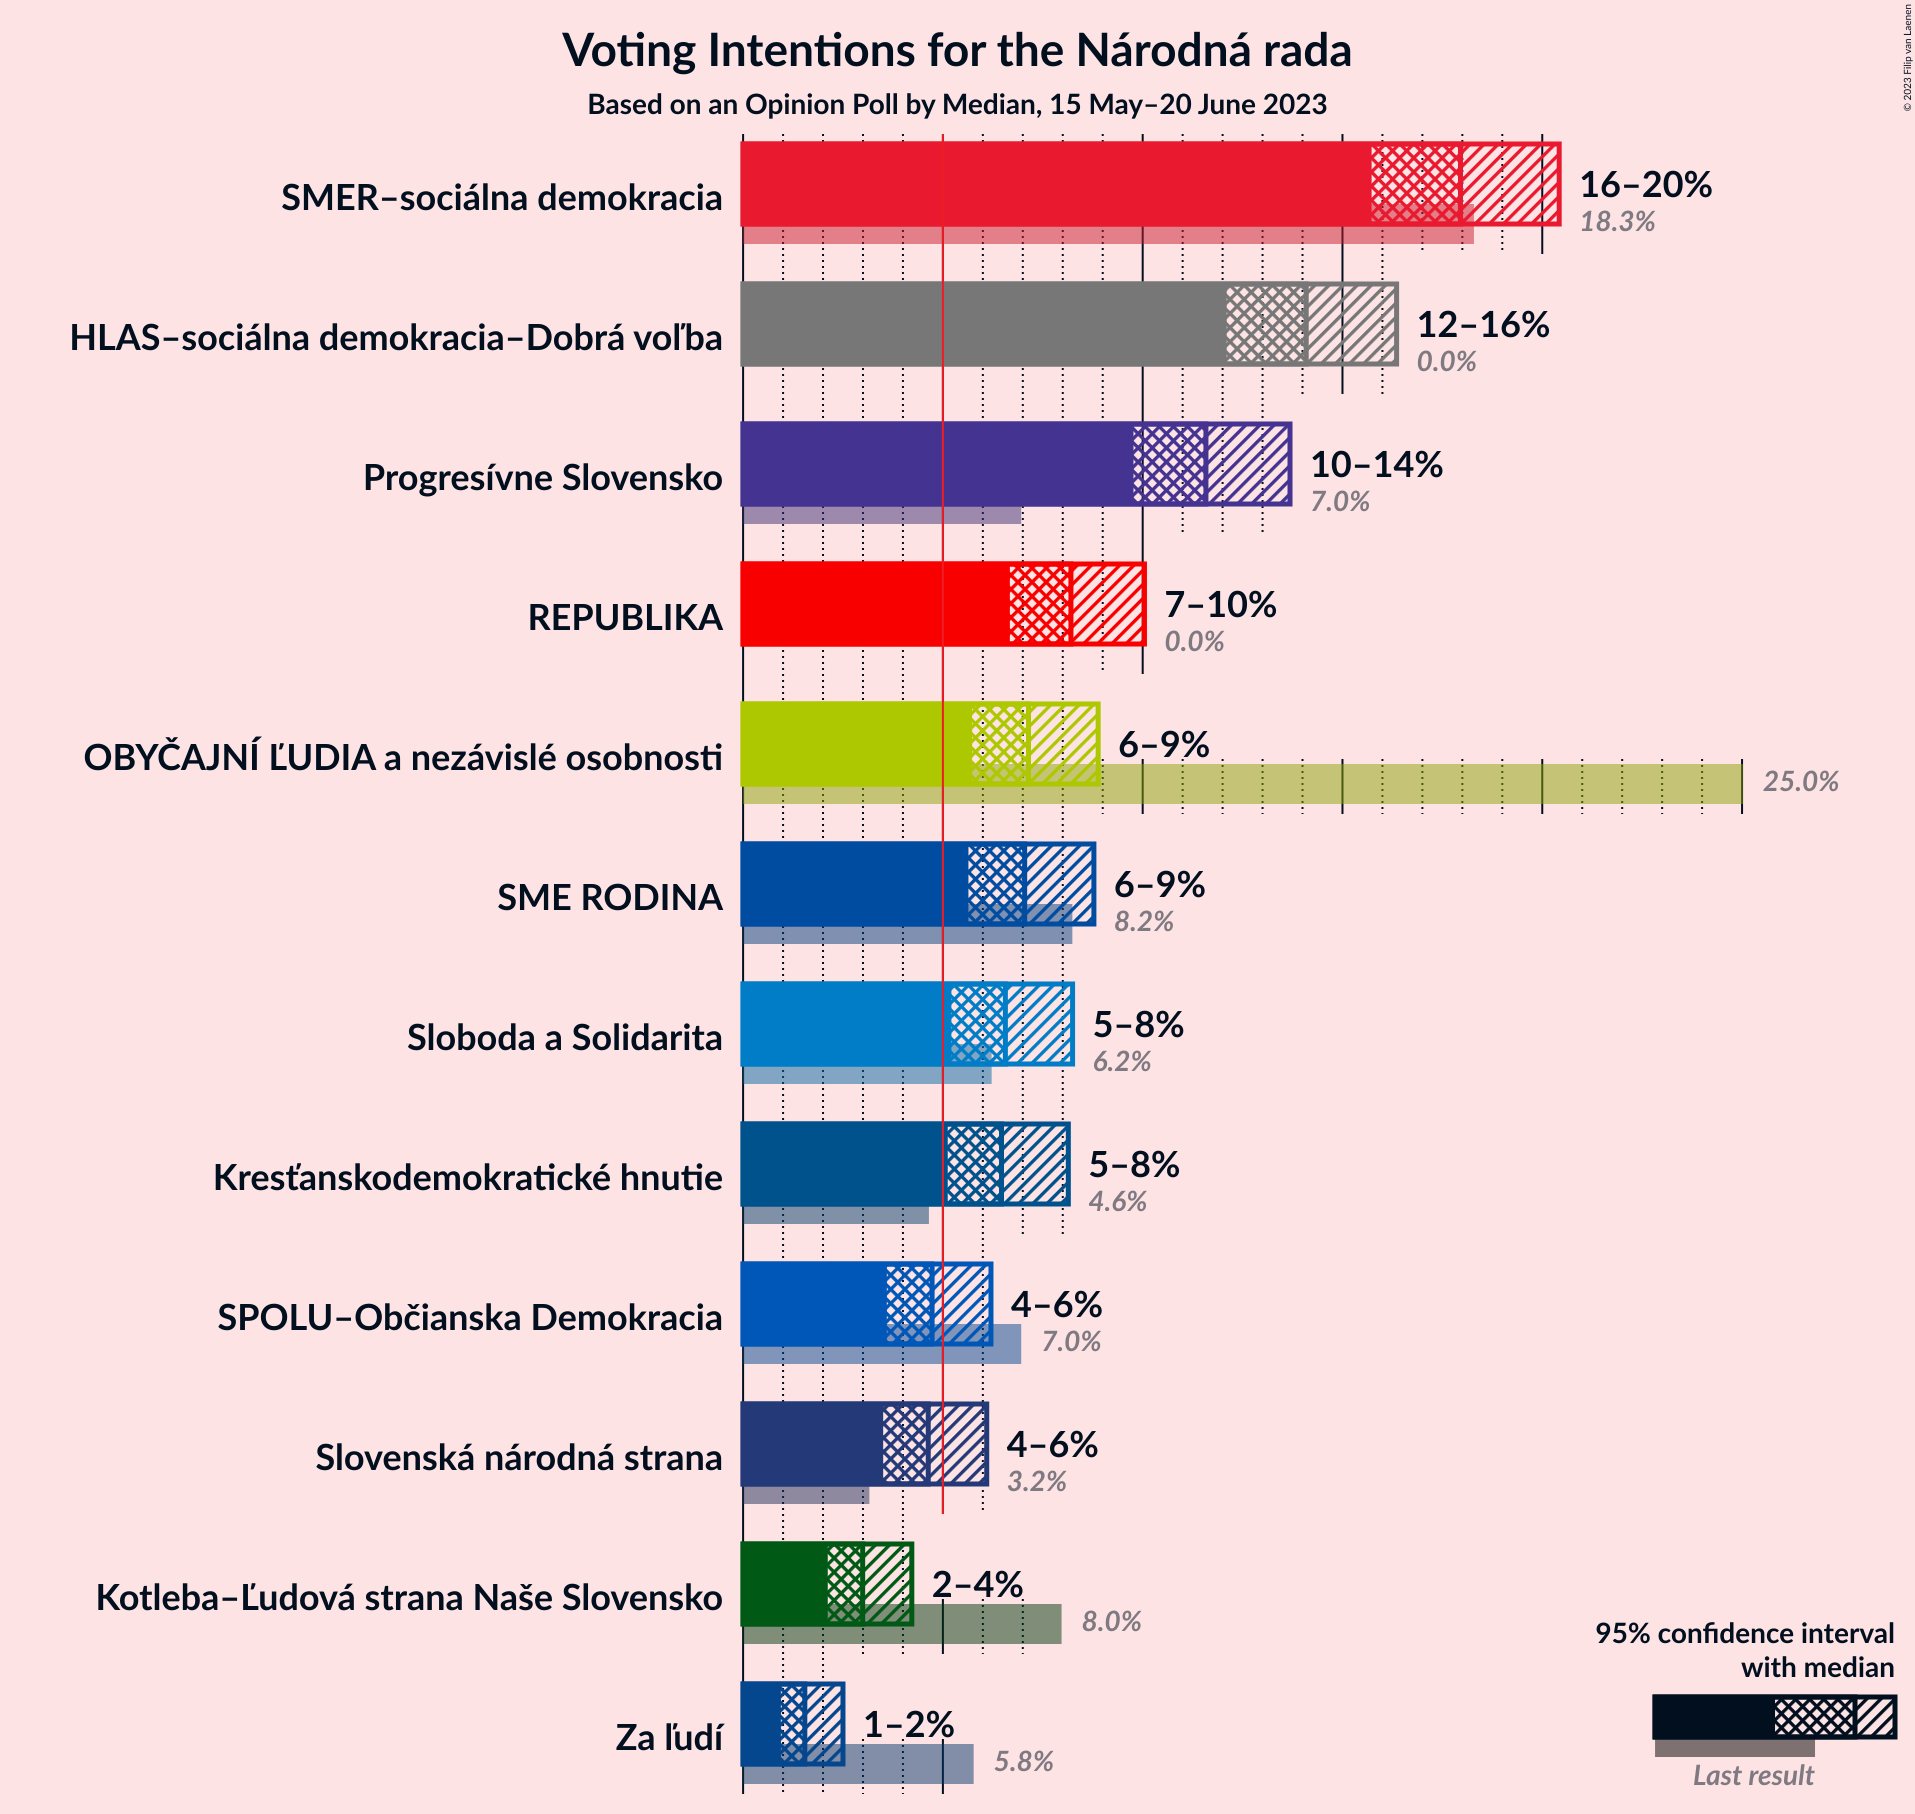 Voting Intentions for the Národná rada
Based on an Opinion Poll by Median, 15 May–20 June 2023
© 2023 Filip van Laenen
SMER–sociálna demokracia
16–20%
18.3%
HLAS–sociálna demokracia–Dobrá voľba
12–16%
0.0%
Progresívne Slovensko
10–14%
7.0%
REPUBLIKA
7–10%
0.0%
OBYČAJNÍ ĽUDIA a nezávislé osobnosti
6–9%
25.0%
SME RODINA
6–9%
8.2%
Sloboda a Solidarita
5–8%
6.2%
Kresťanskodemokratické hnutie
5–8%
4.6%
SPOLU–Občianska Demokracia
4–6%
7.0%
Slovenská národná strana
4–6%
3.2%
Kotleba–Ľudová strana Naše Slovensko
2–4%
8.0%
Za ľudí
1–2%
5.8%
95% confidence interval
with median
Last result